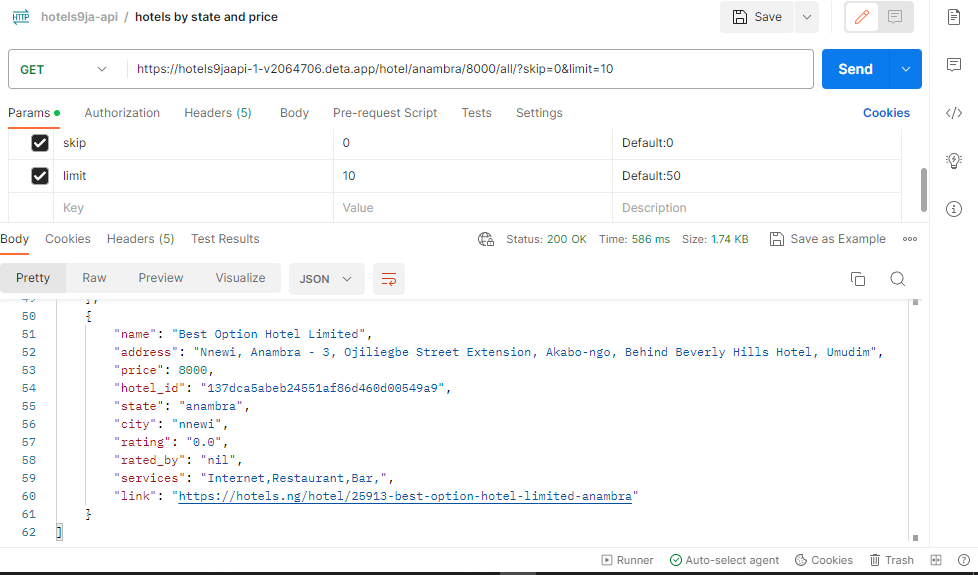 HTTP hotels9ja-api / hotels by state and price Save
GET https://hotels9jaapi-1-v2064706.deta.app/hotel/anambra/8000/all/?skip=0&limit=10 Send
Params Authorization Headers (5) Body Pre-request Script Tests Settings Cookies
skip 0 Default:0
limit 10 Default:50
Key Value Description
Body Cookies Headers (5) Test Results Status: 200 OK Time: 586 ms Size: 1.74 KB Save as Example
Pretty Raw Preview Visualize JSON
49 },
50 {
51 "name": "Best Option Hotel Limited",
52 "address": "Nnewi, Anambra - 3, Ojiliegbe Street Extension, Akabo-ngo, Behind Beverly Hills Hotel, Umudim",
53 "price": 8000,
54 "hotel_id": "137dca5abeb24551af86d460d00549a9",
55 "state": "anambra",
56 "city": "nnewi",
57 "rating": "0.0",
58 "rated_by": "nil",
59 "services": "Internet,Restaurant,Bar,",
60 "link": "https://hotels.ng/hotel/25913-best-option-hotel-limited-anambra"
61 }
62 ]
Runner Auto-select agent Cookies Trash